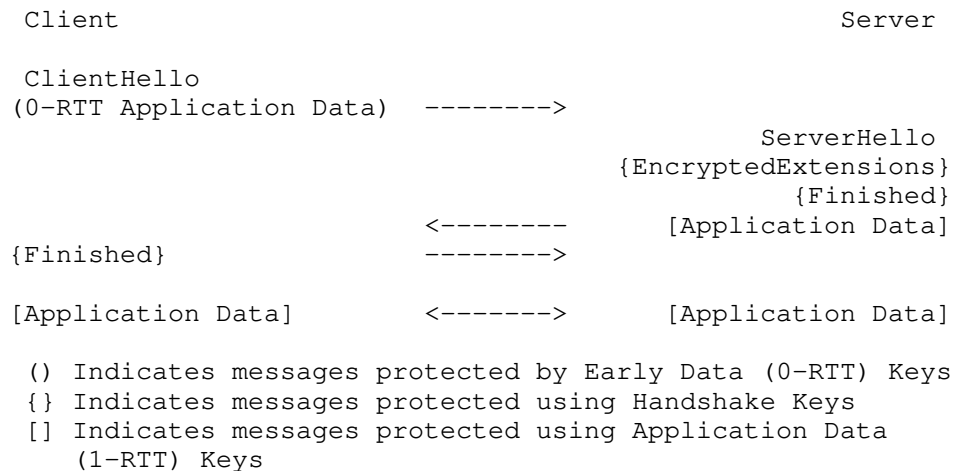 Client                                             Server

ClientHello
(0-RTT Application Data)  -------->
                                              ServerHello
                                     {EncryptedExtensions}
                                                {Finished}
                          <--------      [Application Data]
{Finished}                -------->

[Application Data]        <------->      [Application Data]

() Indicates messages protected by Early Data (0-RTT) Keys
{} Indicates messages protected using Handshake Keys
[] Indicates messages protected using Application Data
(1-RTT) Keys